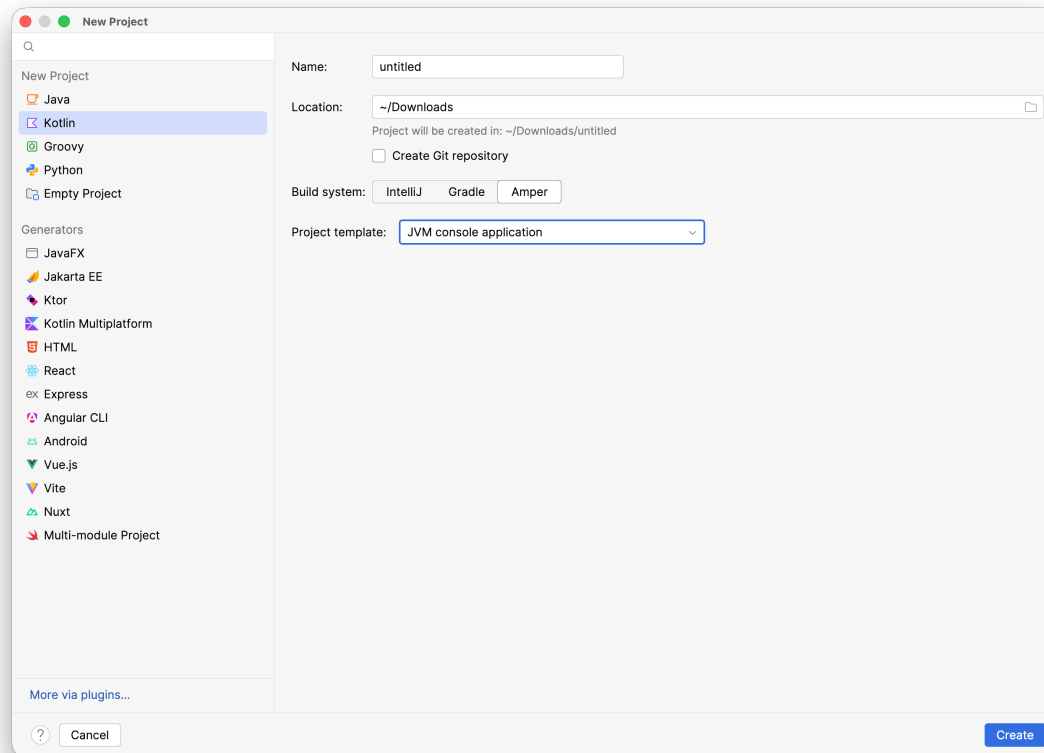 New Project
New Project
Java
Kotlin
Groovy
Python
Empty Project
Generators
JavaFX
Jakarta EE
Ktor
Kotlin Multiplatform
HTML
React
ex Express
Angular CLI
Android
Vue.js
Vite
Nuxt
Multi-module Project
More via plugins...
Name: untitled
Location: ~/Downloads
Project will be created in: ~/Downloads/untitled
Create Git repository
Build system: IntelliJ Gradle Amper
Project template: JVM console application
? Cancel Create